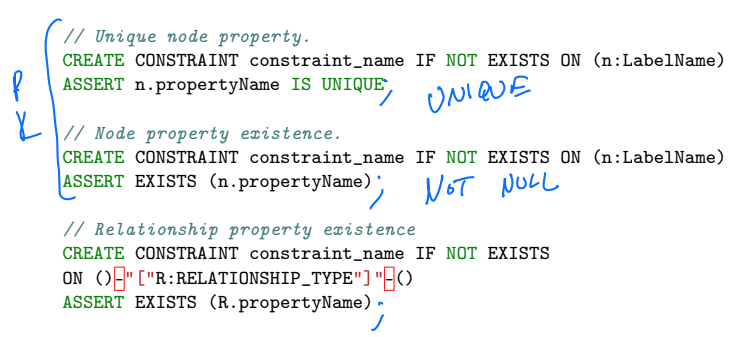 // Unique node property.
CREATE CONSTRAINT constraint_name IF NOT EXISTS ON (n:LabelName)
ASSERT n.propertyName IS UNIQUE; UNIQUE
PK
// Node property existence.
CREATE CONSTRAINT constraint_name IF NOT EXISTS ON (n:LabelName)
ASSERT EXISTS (n.propertyName); NOT NULL
// Relationship property existence
CREATE CONSTRAINT constraint_name IF NOT EXISTS
ON ()-"["R:RELATIONSHIP_TYPE"]"-()
ASSERT EXISTS (R.propertyName);